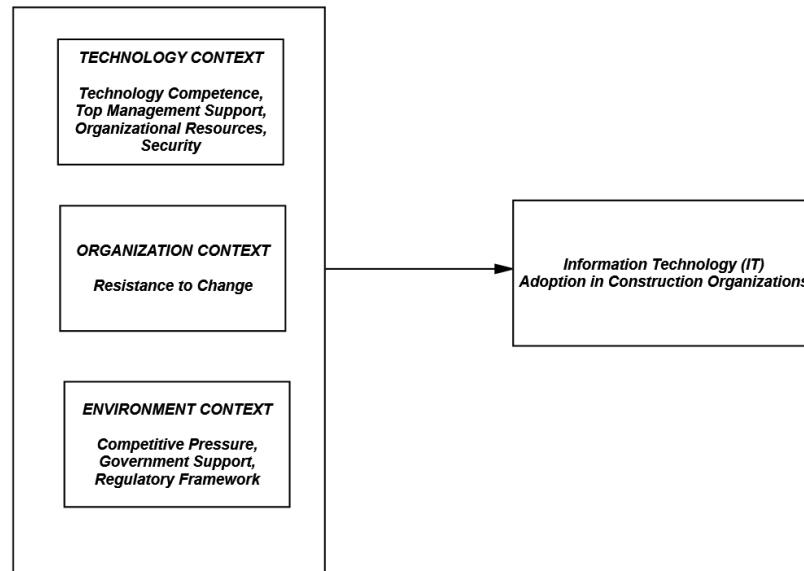 TECHNOLOGY CONTEXT
Technology Competence,
Top Management Support,
Organizational Resources,
Security
ORGANIZATION CONTEXT
Resistance to Change
ENVIRONMENT CONTEXT
Competitive Pressure,
Government Support,
Regulatory Framework
Information Technology (IT)
Adoption in Construction Organizations